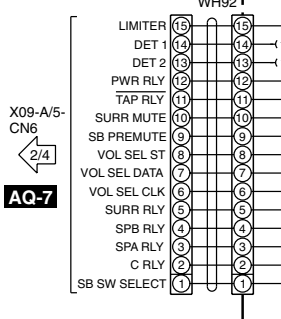 WH92
LIMITER 15 15
DET 1 14 14
DET 2 13 13
PWR RLY 12 12
TAP RLY 11 11
SURR MUTE 10 10
SB PREMUTE 9 9
VOL SEL ST 8 8
VOL SEL DATA 7 7
VOL SEL CLK 6 6
SURR RLY 5 5
SPB RLY 4 4
SPA RLY 3 3
C RLY 2 2
SB SW SELECT 1 1
X09-A/5-
CN6
2/4
AQ-7